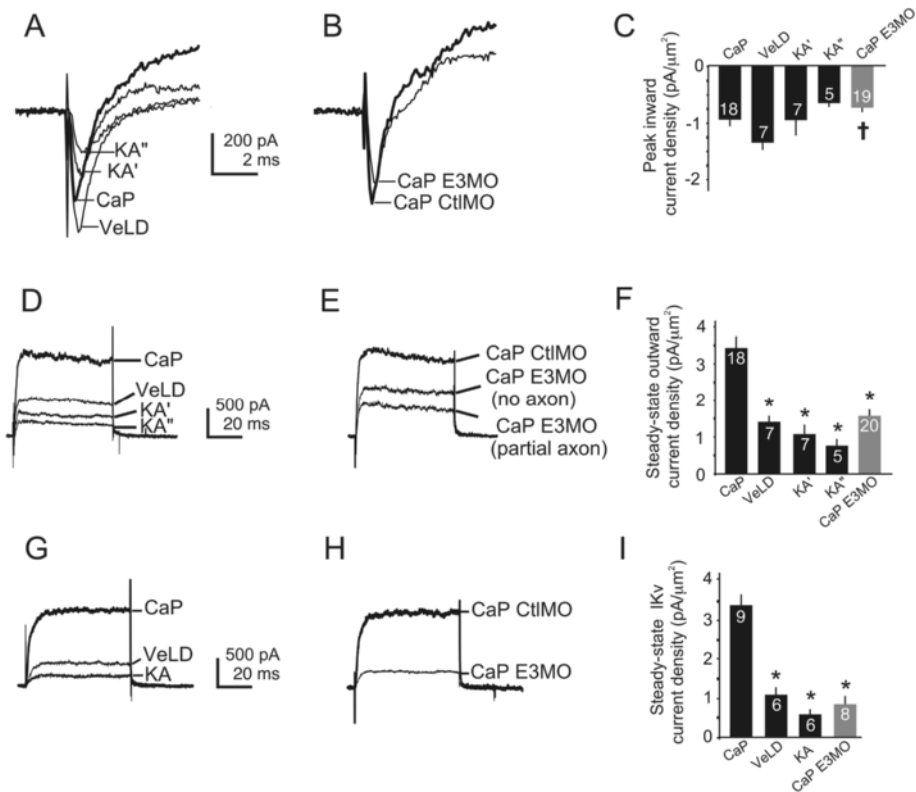 A
KA"
KA'
CaP
VeLD
200 pA
2 ms
B
CaP E3MO
CaP CtlMO
C
CaP
VeLD
KA'
KA"
CaP E3MO
Peak inward
current density (pA/μm²)
0
-1
-2
18
7
7
5
19
†
D
CaP
VeLD
KA'
KA"
500 pA
20 ms
E
CaP CtlMO
CaP E3MO
(no axon)
CaP E3MO
(partial axon)
F
Steady-state outward
current density (pA/μm²)
4
3
2
1
0
18
7
7
5
20
*
*
*
*
CaP
VeLD
KA'
KA"
CaP E3MO
G
CaP
VeLD
KA
500 pA
20 ms
H
CaP CtlMO
CaP E3MO
I
Steady-state IKv
current density (pA/μm²)
4
3
2
1
0
9
6
6
8
*
*
*
CaP
VeLD
KA
CaP E3MO